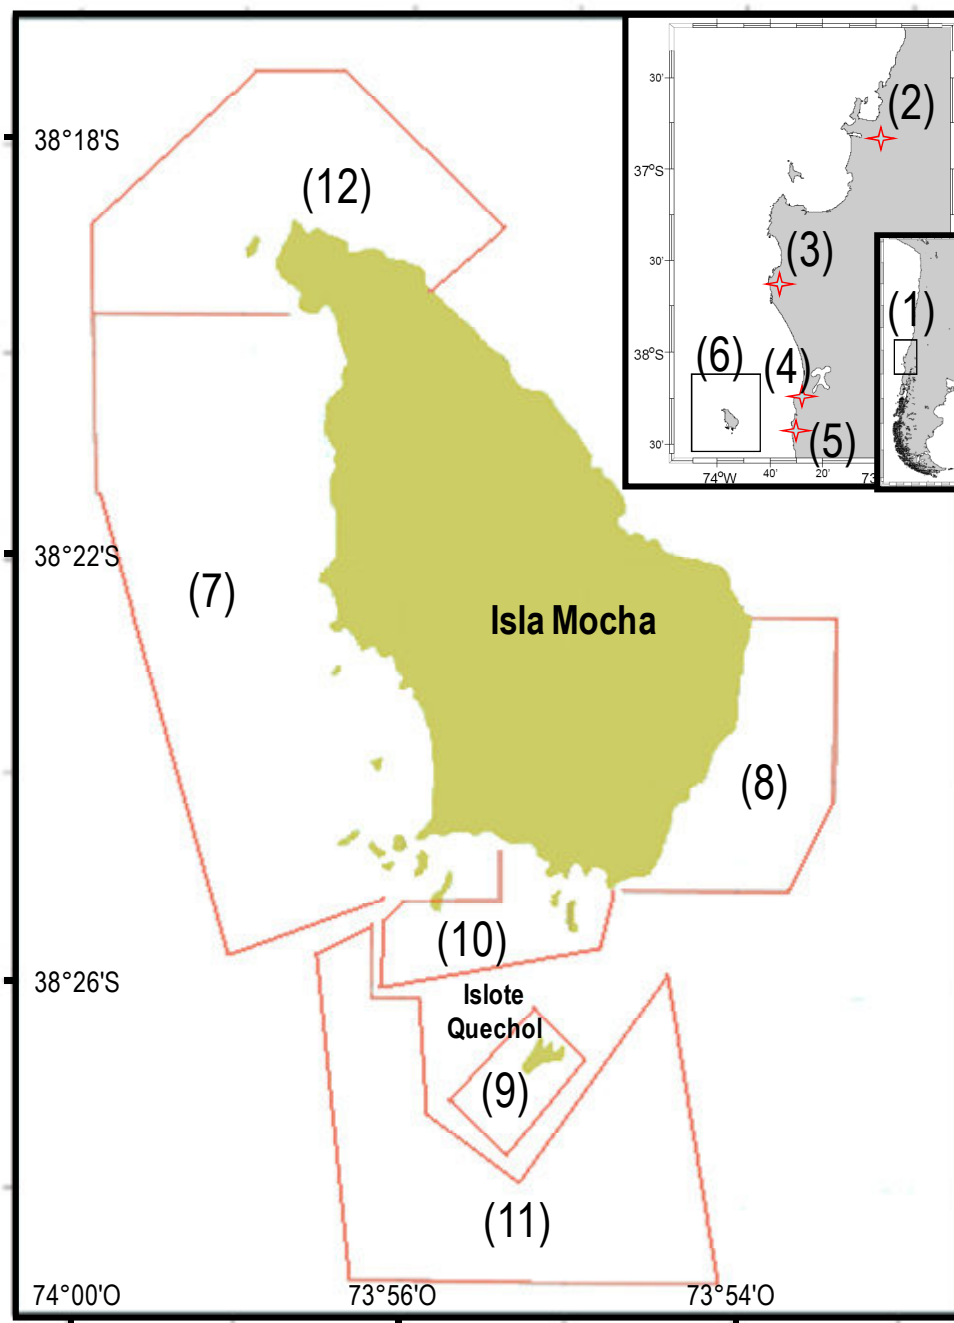 30'
(2)
37°S
(3)
30'
(1)
38°S
(6)
(4)
(5)
30'
74°W
40'
20'
73
38°18'S
(12)
38°22'S
(7)
Isla Mocha
(8)
(10)
38°26'S
Islote
Quechol
(9)
(11)
74°00'O
73°56'O
73°54'O